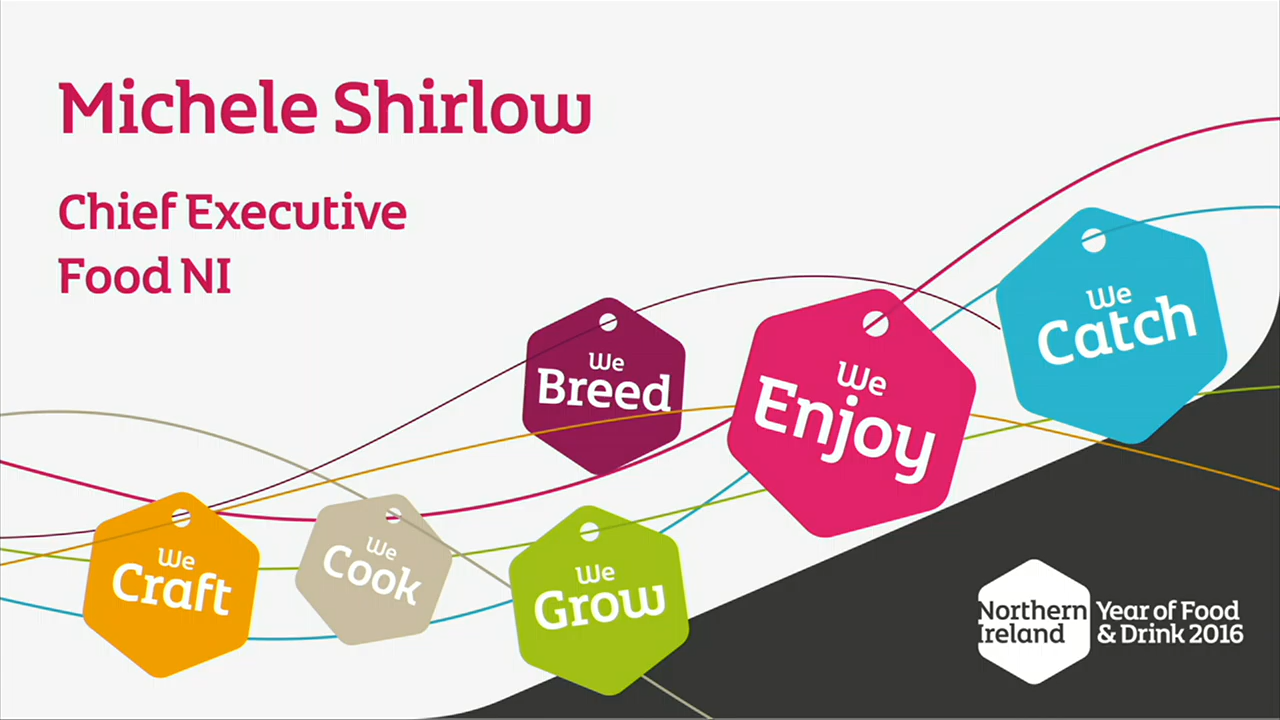 Michele Shirlow
Chief Executive
Food NI
We
Catch
We
Breed
We
Enjoy
We
Craft
We
Cook
We
Grow
Northern
Ireland
Year of Food
& Drink 2016